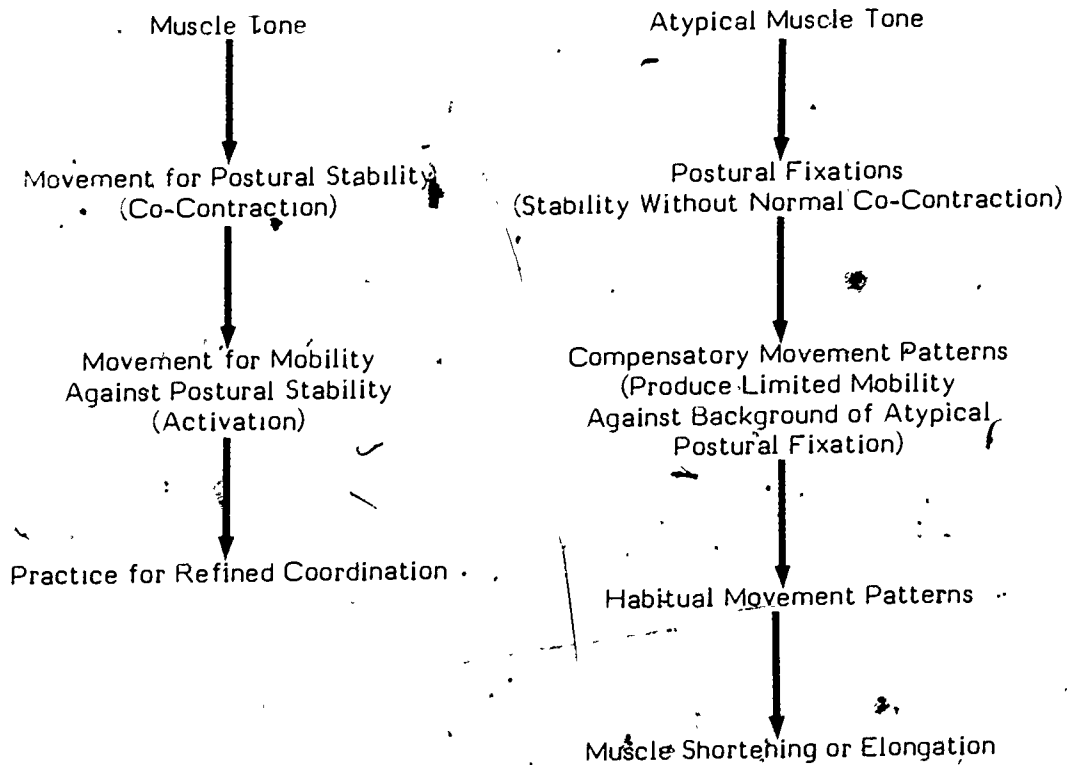 Muscle Tone
Movement for Postural Stability
(Co-Contraction)
Movement for Mobility
Against Postural Stability
(Activation)
Practice for Refined Coordination
Atypical Muscle Tone
Postural Fixations
(Stability Without Normal Co-Contraction)
Compensatory Movement Patterns
(Produce Limited Mobility
Against Background of Atypical
Postural Fixation)
Habitual Movement Patterns
Muscle Shortening or Elongation